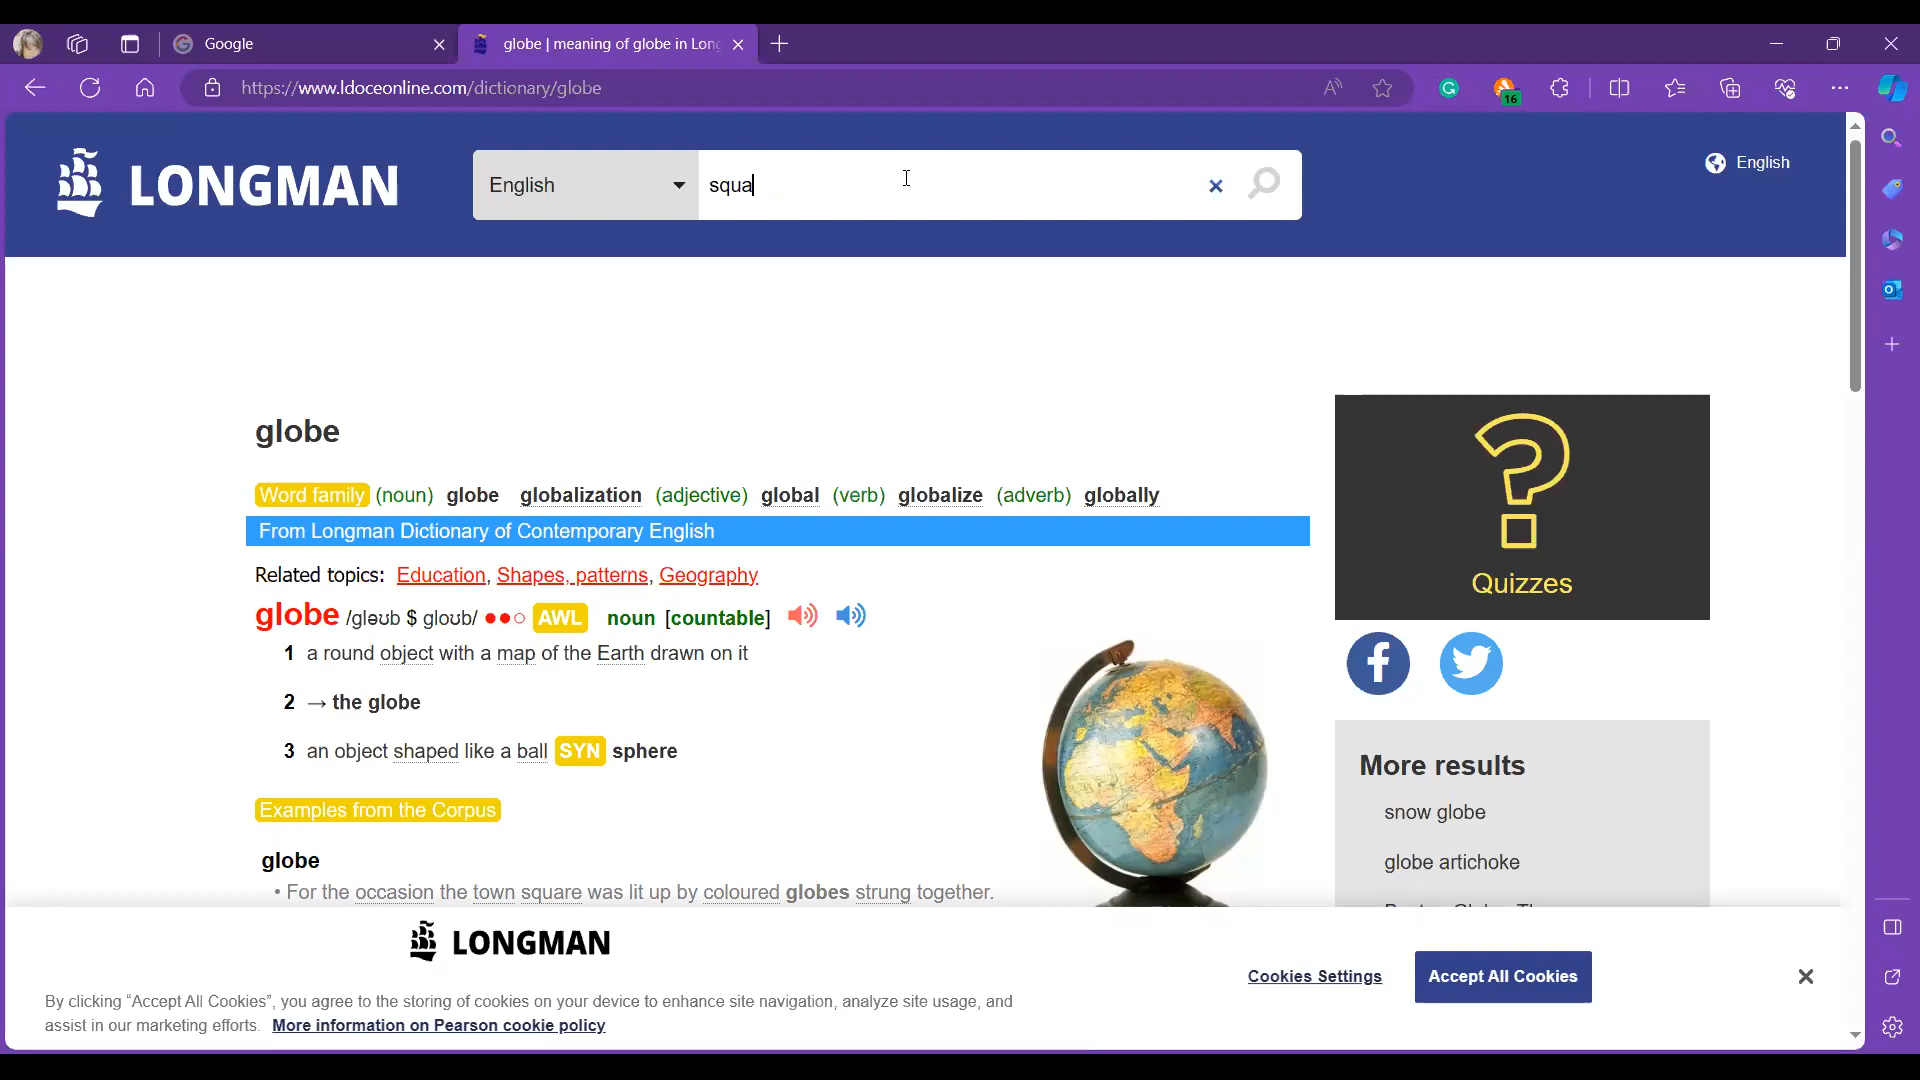 Google
globe | meaning of globe in Lon
https://www.ldoceonline.com/dictionary/globe
16
LONGMAN
English
squa
English
globe
Word family (noun) globe globalization (adjective) global (verb) globalize (adverb) globally
From Longman Dictionary of Contemporary English
Related topics: Education, Shapes, patterns, Geography
globe /ɡləʊb $ ɡloʊb/ ●●○ AWL noun [countable]
1 a round object with a map of the Earth drawn on it
2 → the globe
3 an object shaped like a ball SYN sphere
Examples from the Corpus
globe
• For the occasion the town square was lit up by coloured globes strung together.
Quizzes
More results
snow globe
globe artichoke
LONGMAN
By clicking “Accept All Cookies”, you agree to the storing of cookies on your device to enhance site navigation, analyze site usage, and
assist in our marketing efforts. More information on Pearson cookie policy
Cookies Settings
Accept All Cookies